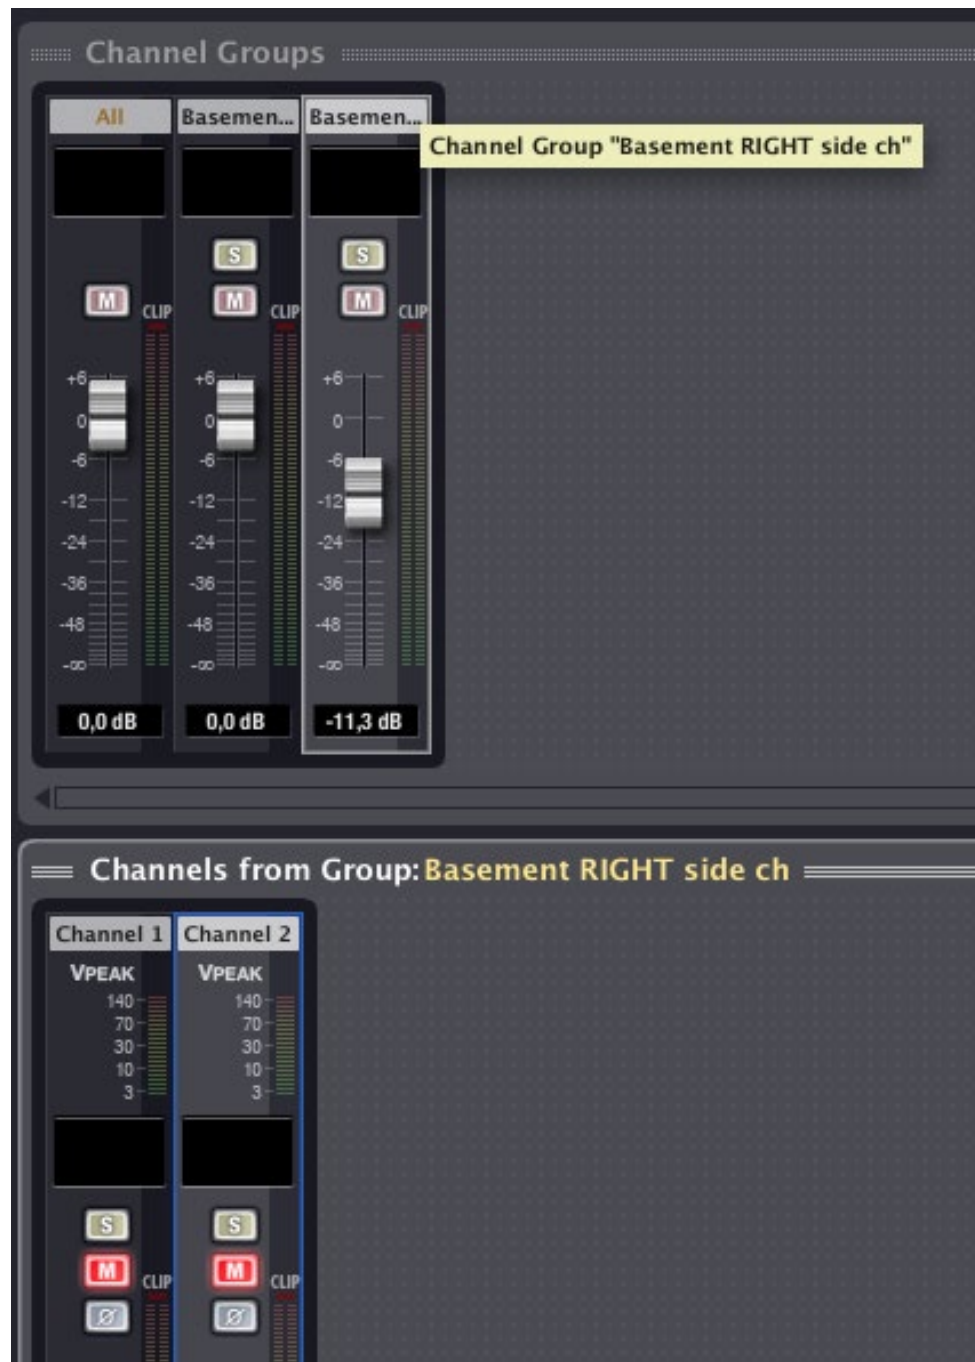 Channel Groups
All Basemen... Basemen...
Channel Group "Basement RIGHT side ch"
S S
M CLIP M CLIP M CLIP
+6 +6 +6
0 0 0
-6 -6 -6
-12 -12 -12
-24 -24 -24
-36 -36 -36
-48 -48 -48
-∞ -∞ -∞
0,0 dB 0,0 dB -11,3 dB
Channels from Group: Basement RIGHT side ch
Channel 1 Channel 2
VPEAK VPEAK
140 140
70 70
30 30
10 10
3 3
S S
M CLIP M CLIP
Ø Ø